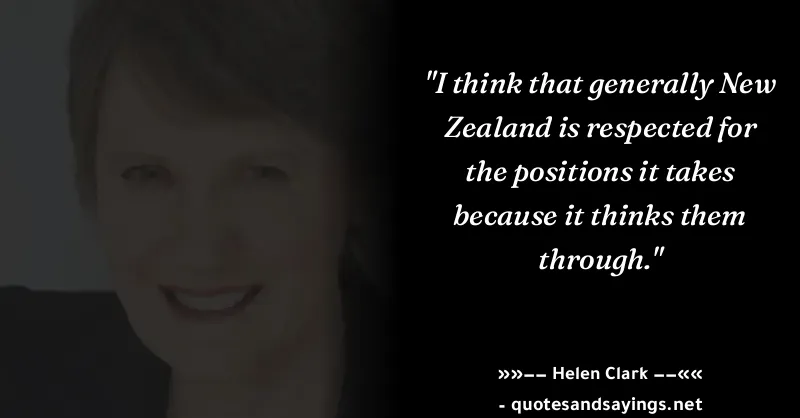 "I think that generally New
Zealand is respected for
the positions it takes
because it thinks them
through."
»»—— Helen Clark ——««
- quotesandsayings.net